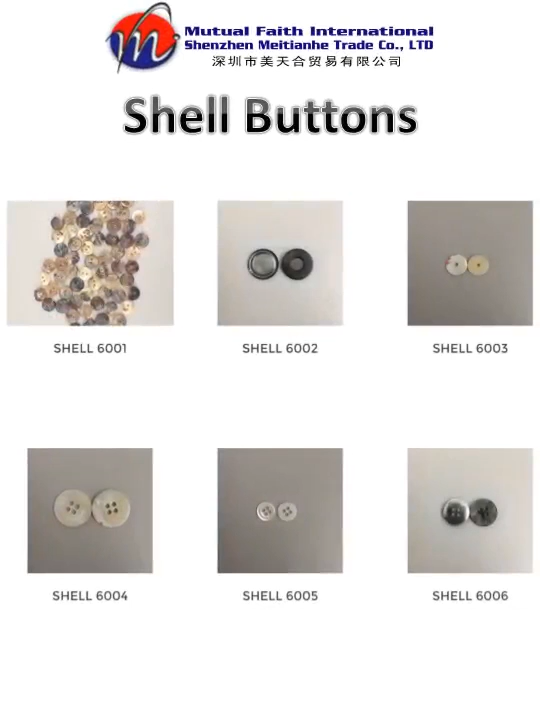 Mutual Faith International
Shenzhen Meitianhe Trade Co., LTD
深圳市美天合贸易有限公司
Shell Buttons
SHELL 6001
SHELL 6002
SHELL 6003
SHELL 6004
SHELL 6005
SHELL 6006